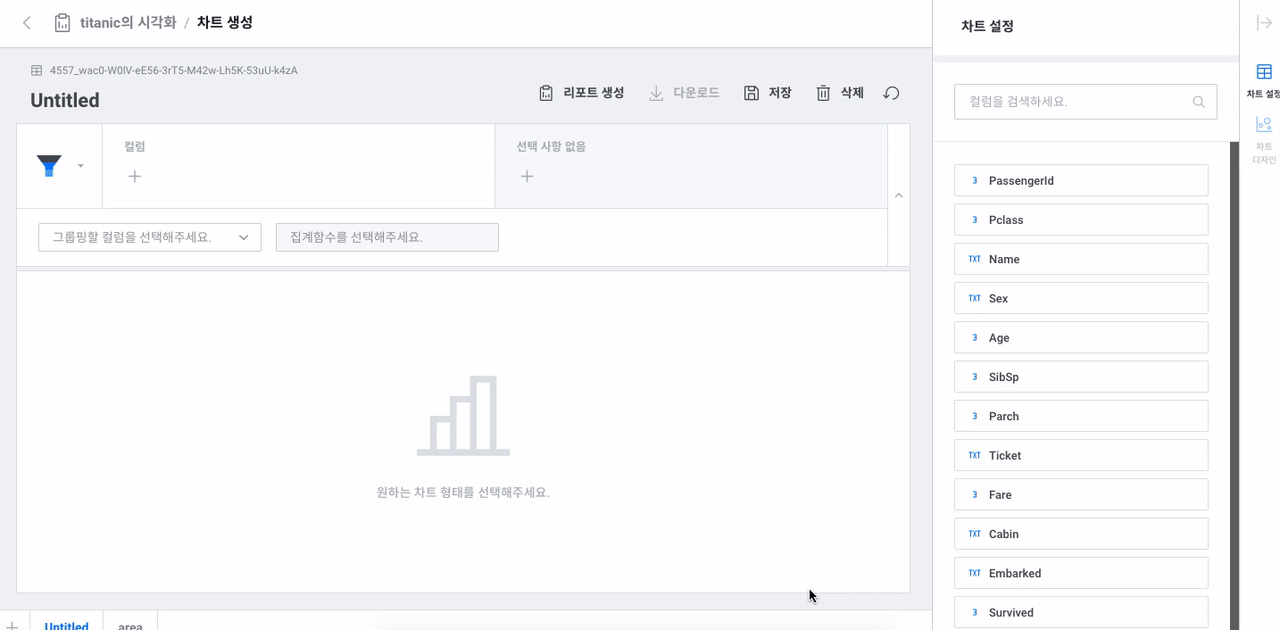 titanic의 시각화 / 차트 생성
4557_wac0-W0IV-eE56-3rT5-M42w-Lh5K-53uU-k4zA
Untitled
리포트 생성
다운로드
저장
삭제
컬럼
선택 사항 없음
그룹핑할 컬럼을 선택해주세요.
집계함수를 선택해주세요.
원하는 차트 형태를 선택해주세요.
Untitled
area
차트 설정
컬럼을 검색하세요.
3 PassengerId
3 Pclass
TXT Name
TXT Sex
3 Age
3 SibSp
3 Parch
TXT Ticket
3 Fare
TXT Cabin
TXT Embarked
3 Survived
차트 설정
차트
디자인